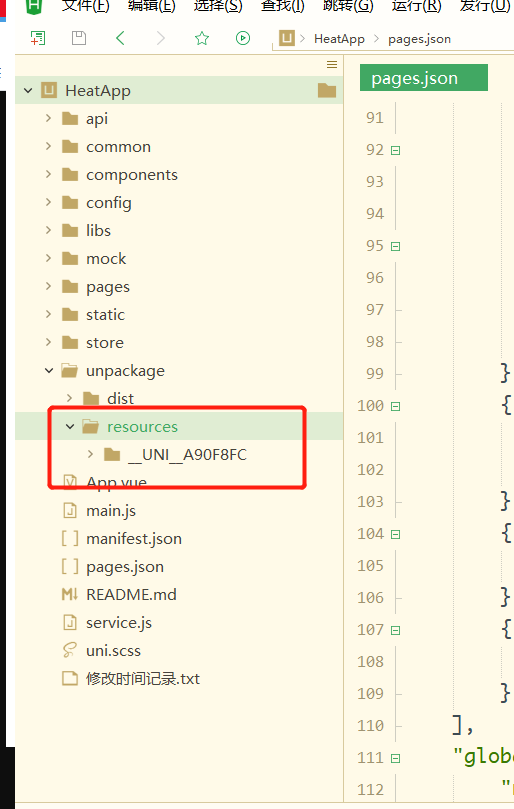 文件(F) 编辑(E) 选择(S) 查找(I) 跳转(G) 运行(R) 发行(U)
HeatApp > pages.json
HeatApp
api
common
components
config
libs
mock
pages
static
store
unpackage
dist
resources
__UNI__A90F8FC
App.vue
main.js
manifest.json
pages.json
README.md
service.js
uni.scss
修改时间记录.txt
pages.json
91
92
93
94
95
96
97
98
99 }
100 {
101
102
103 }
104 {
105
106 }
107 {
108
109 }
110 ],
111 "globa
112